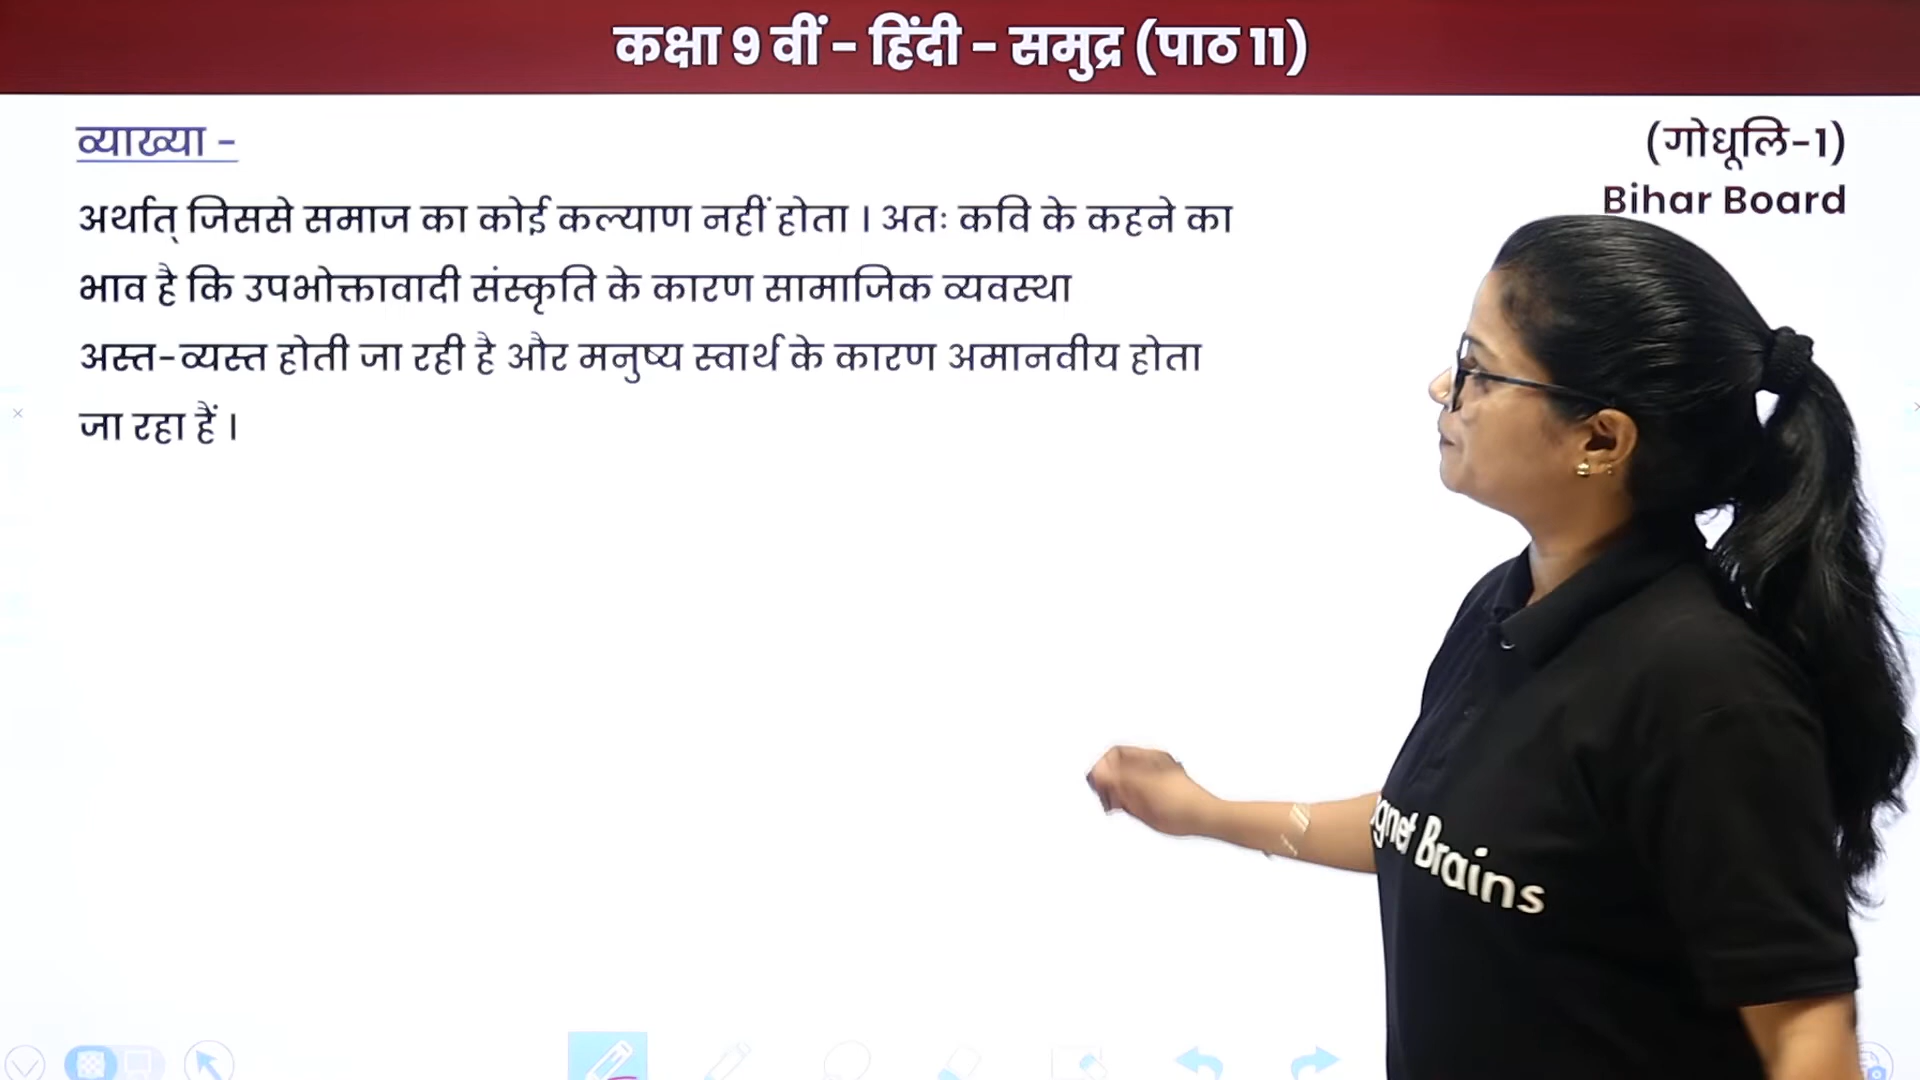 कक्षा 9 वीं - हिंदी - समुद्र (पाठ 11)
व्याख्या -
(गोधूलि-1)
Bihar Board
अर्थात् जिससे समाज का कोई कल्याण नहीं होता । अतः कवि के कहने का
भाव है कि उपभोक्तावादी संस्कृति के कारण सामाजिक व्यवस्था
अस्त-व्यस्त होती जा रही है और मनुष्य स्वार्थ के कारण अमानवीय होता
जा रहा हैं ।
Brains